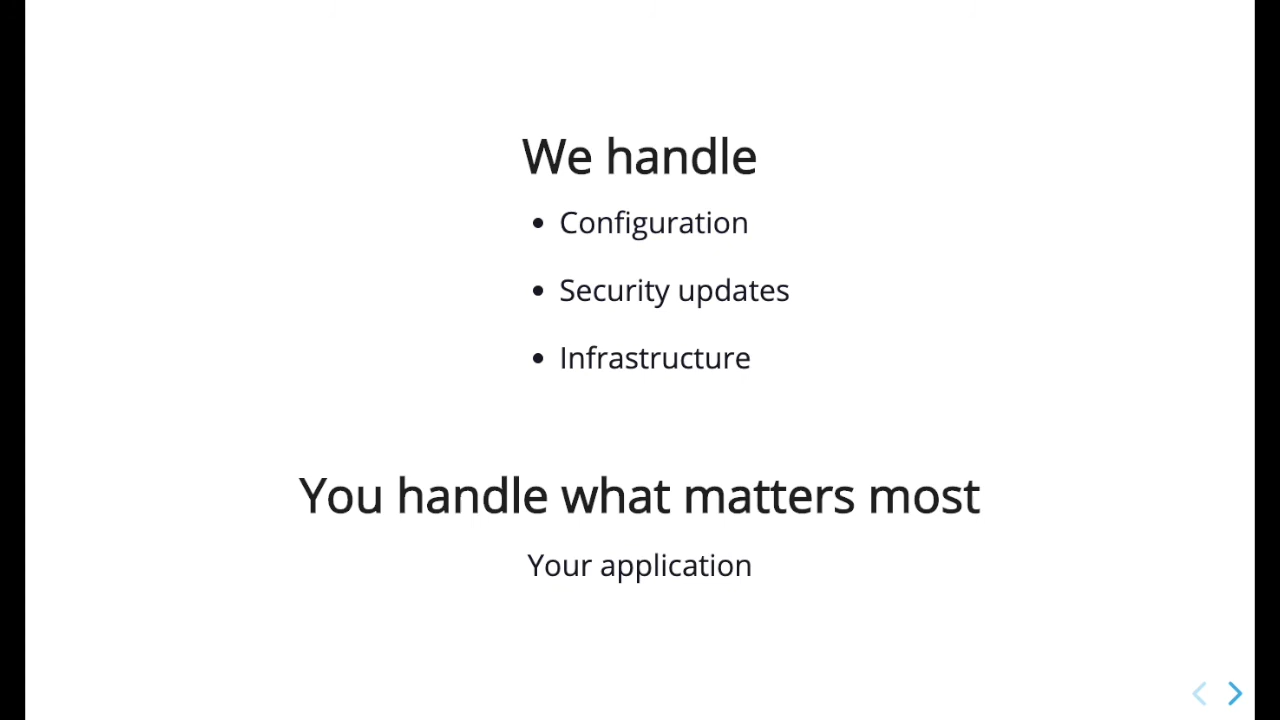 We handle
• Configuration
• Security updates
• Infrastructure
You handle what matters most
Your application